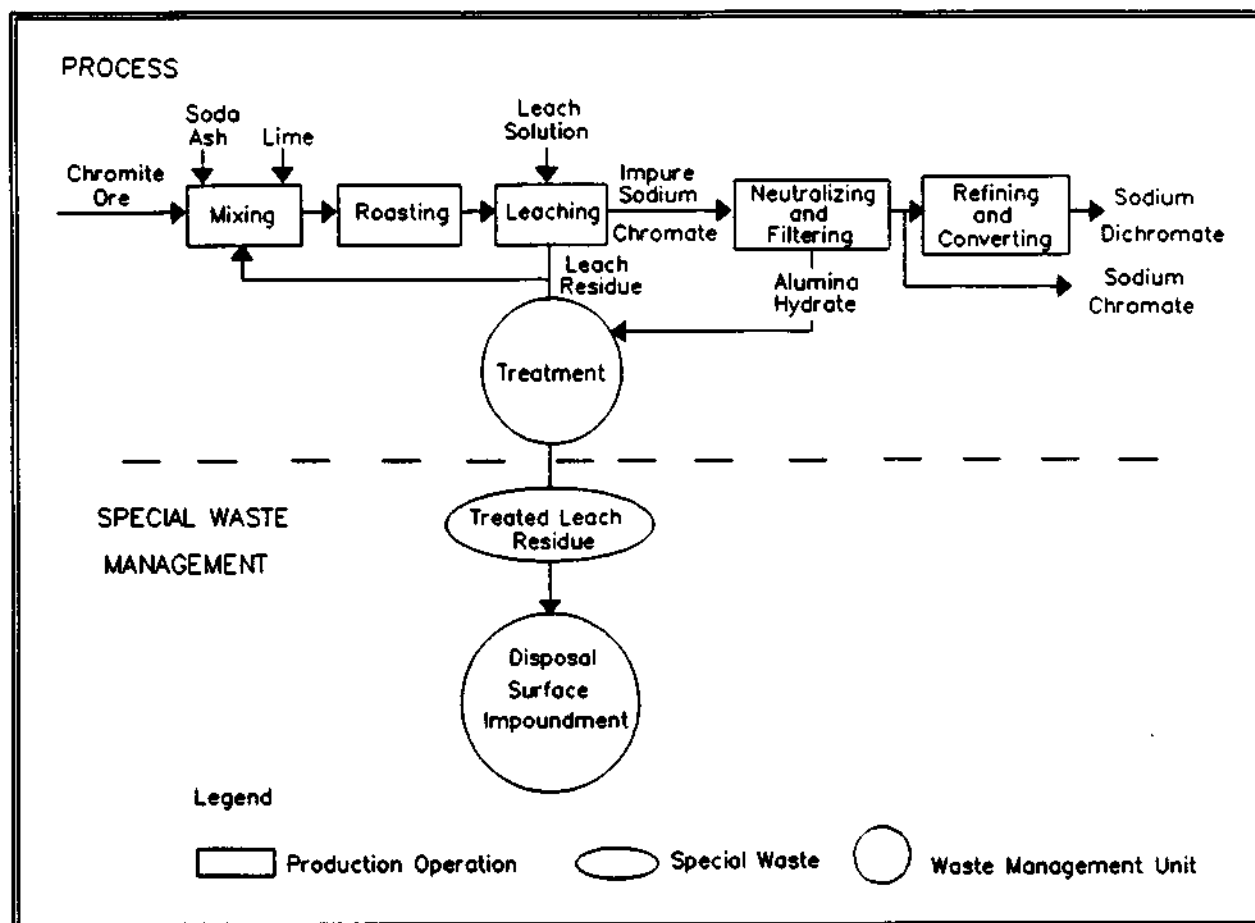 PROCESS
Soda
Ash
Lime
Leach
Solution
Chromite
Ore
Mixing
Roasting
Leaching
Impure
Sodium
Chromate
Neutralizing
and
Filtering
Refining
and
Converting
Sodium
Dichromate
Leach
Residue
Alumina
Hydrate
Sodium
Chromate
Treatment
SPECIAL WASTE
MANAGEMENT
Treated Leach
Residue
Disposal
Surface
Impoundment
Legend
Production Operation
Special Waste
Waste Management Unit